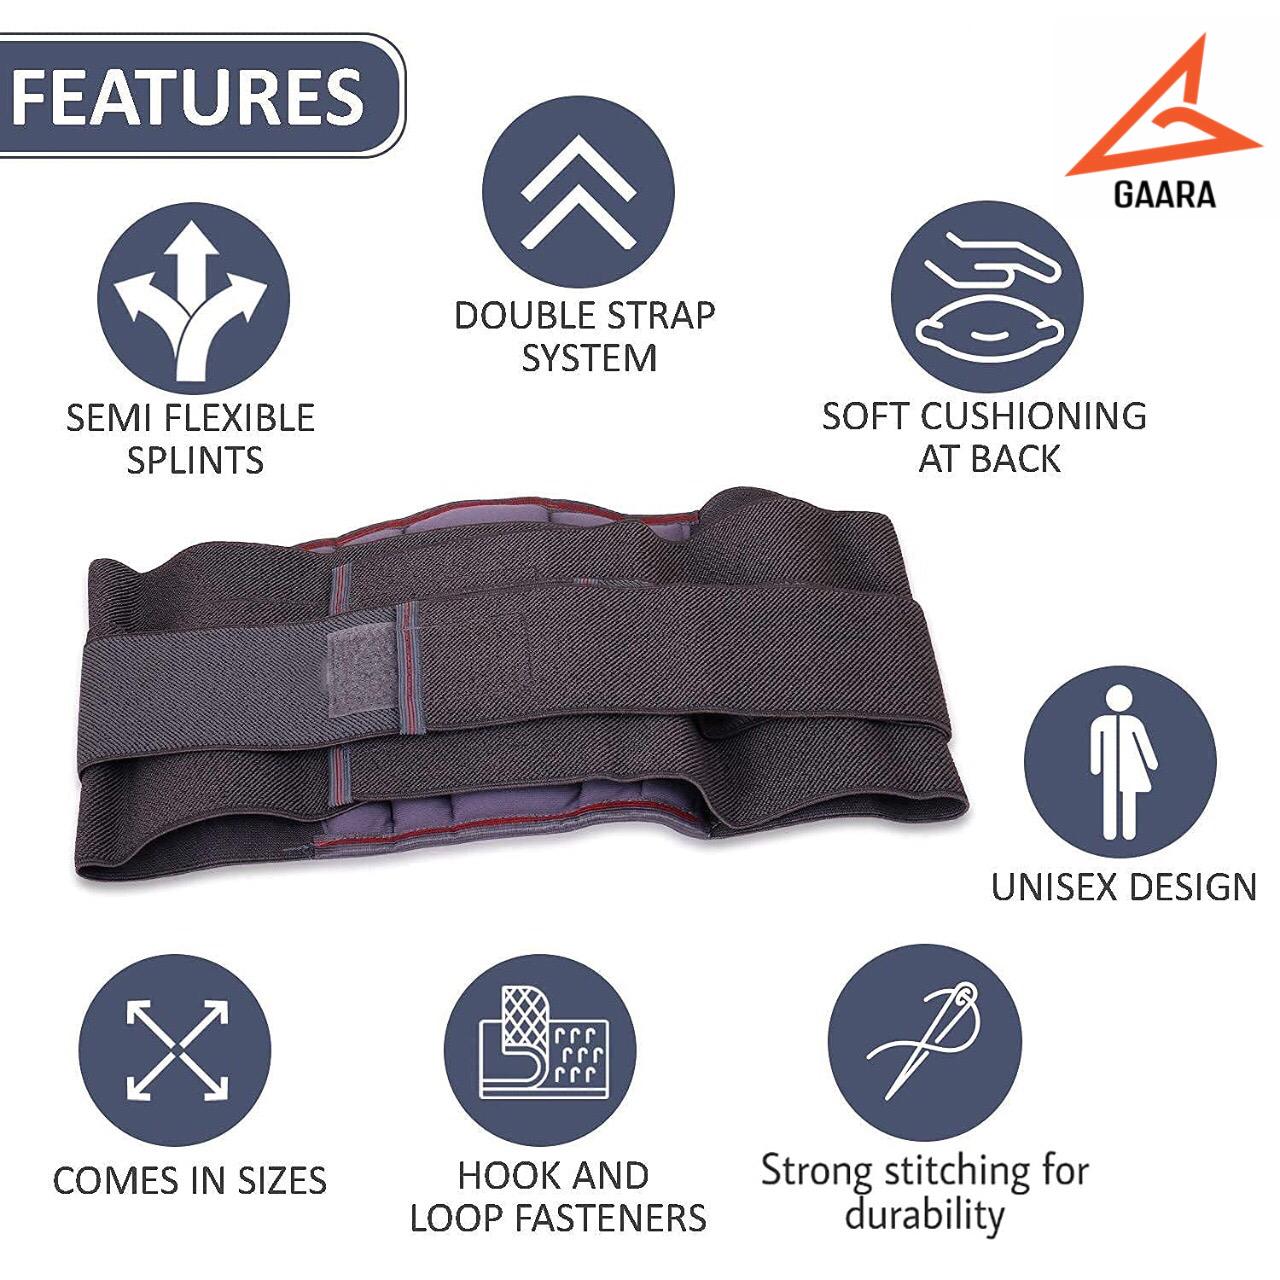 FEATURES
GAARA
DOUBLE STRAP
SYSTEM
SEMI FLEXIBLE
SPLINTS
SOFT CUSHIONING
AT BACK
UNISEX DESIGN
COMES IN SIZES
HOOK AND
LOOP FASTENERS
Strong stitching for
durability